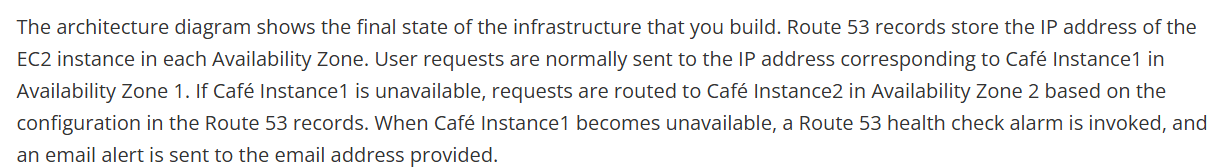 The architecture diagram shows the final state of the infrastructure that you build. Route 53 records store the IP address of the
EC2 instance in each Availability Zone. User requests are normally sent to the IP address corresponding to Café Instance1 in
Availability Zone 1. If Café Instance1 is unavailable, requests are routed to Café Instance2 in Availability Zone 2 based on the
configuration in the Route 53 records. When Café Instance1 becomes unavailable, a Route 53 health check alarm is invoked, and
an email alert is sent to the email address provided.